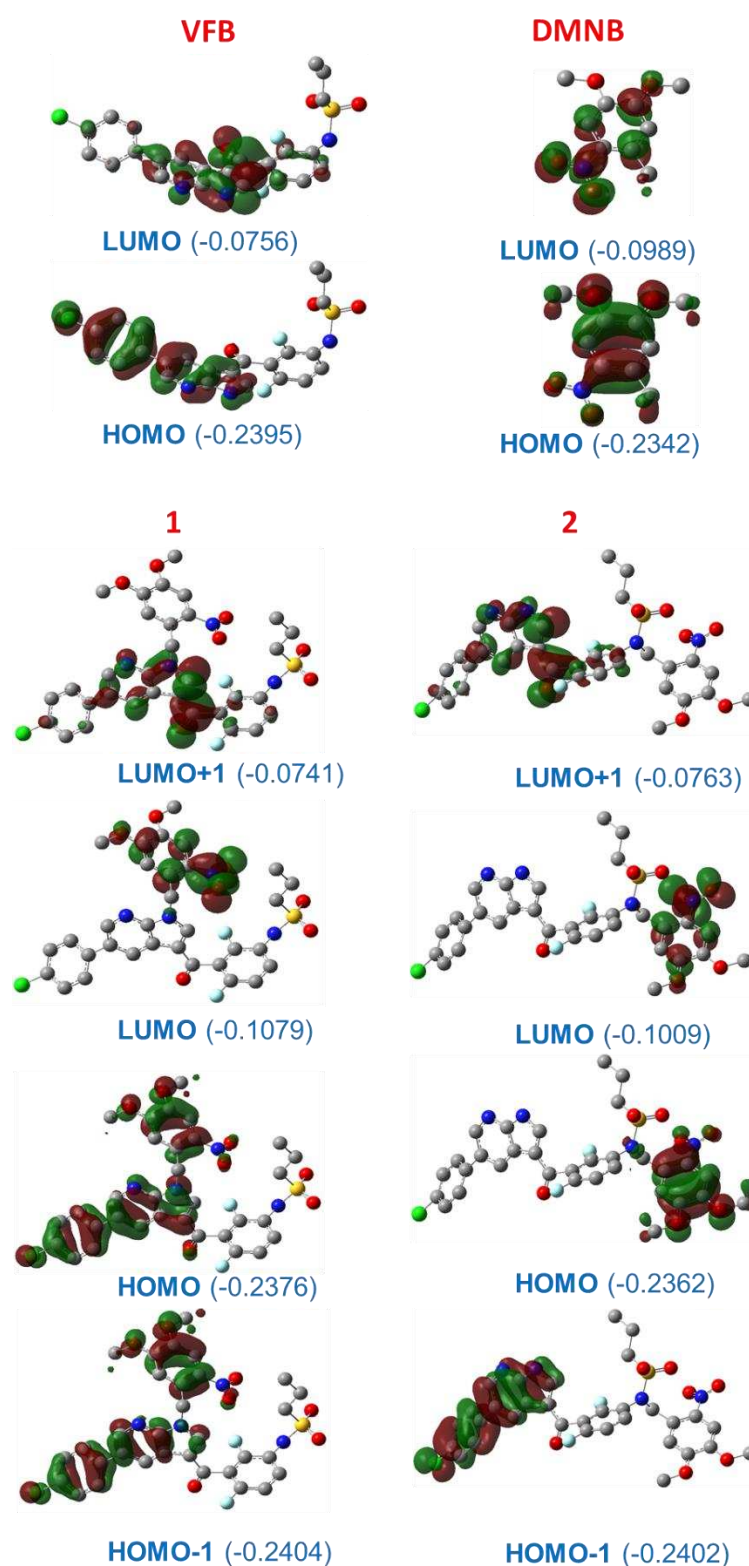 VFB DMNB
LUMO (-0.0756) LUMO (-0.0989)
HOMO (-0.2395) HOMO (-0.2342)
1 2
LUMO+1 (-0.0741) LUMO+1 (-0.0763)
LUMO (-0.1079) LUMO (-0.1009)
HOMO (-0.2376) HOMO (-0.2362)
HOMO-1 (-0.2404) HOMO-1 (-0.2402)